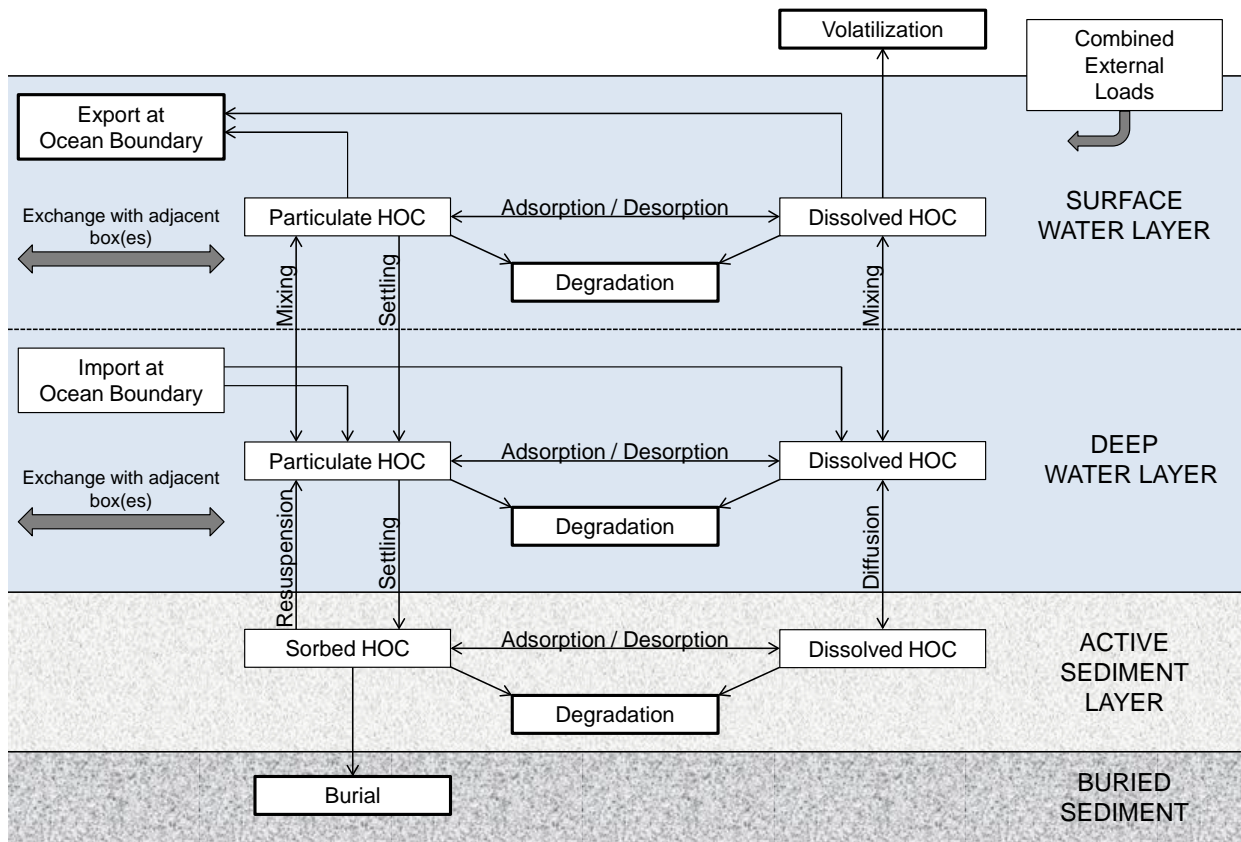 Volatilization
Combined
External
Loads
Export at
Ocean Boundary
Exchange with adjacent
box(es)
Particulate HOC
Adsorption / Desorption
Dissolved HOC
SURFACE
WATER LAYER
Degradation
Mixing
Settling
Mixing
Import at
Ocean Boundary
Exchange with adjacent
box(es)
Particulate HOC
Adsorption / Desorption
Dissolved HOC
DEEP
WATER LAYER
Degradation
Resuspension
Settling
Diffusion
Sorbed HOC
Adsorption / Desorption
Dissolved HOC
ACTIVE
SEDIMENT
LAYER
Degradation
Burial
BURIED
SEDIMENT